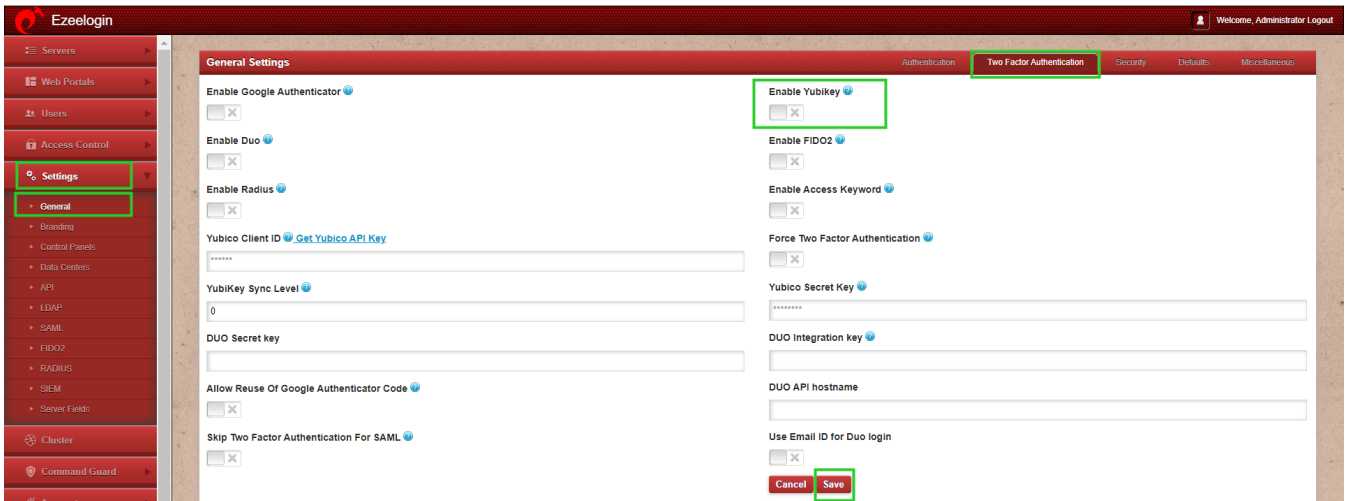 Ezeelogin
Welcome, Administrator Logout
Servers
Web Portals
Users
Access Control
Settings
General
Branding
Control Panels
Data Centers
API
LDAP
SAML
FIDO2
RADIUS
SIEM
Server Fields
Cluster
Command Guard
General Settings
Authentication
Two Factor Authentication
Security
Defaults
Miscellaneous
Enable Google Authenticator
Enable Yubikey
Enable Duo
Enable FIDO2
Enable Radius
Enable Access Keyword
Yubico Client ID Get Yubico API Key
******
Force Two Factor Authentication
YubiKey Sync Level
0
Yubico Secret Key
********
DUO Secret key
DUO Integration key
Allow Reuse Of Google Authenticator Code
DUO API hostname
Skip Two Factor Authentication For SAML
Use Email ID for Duo login
Cancel
Save